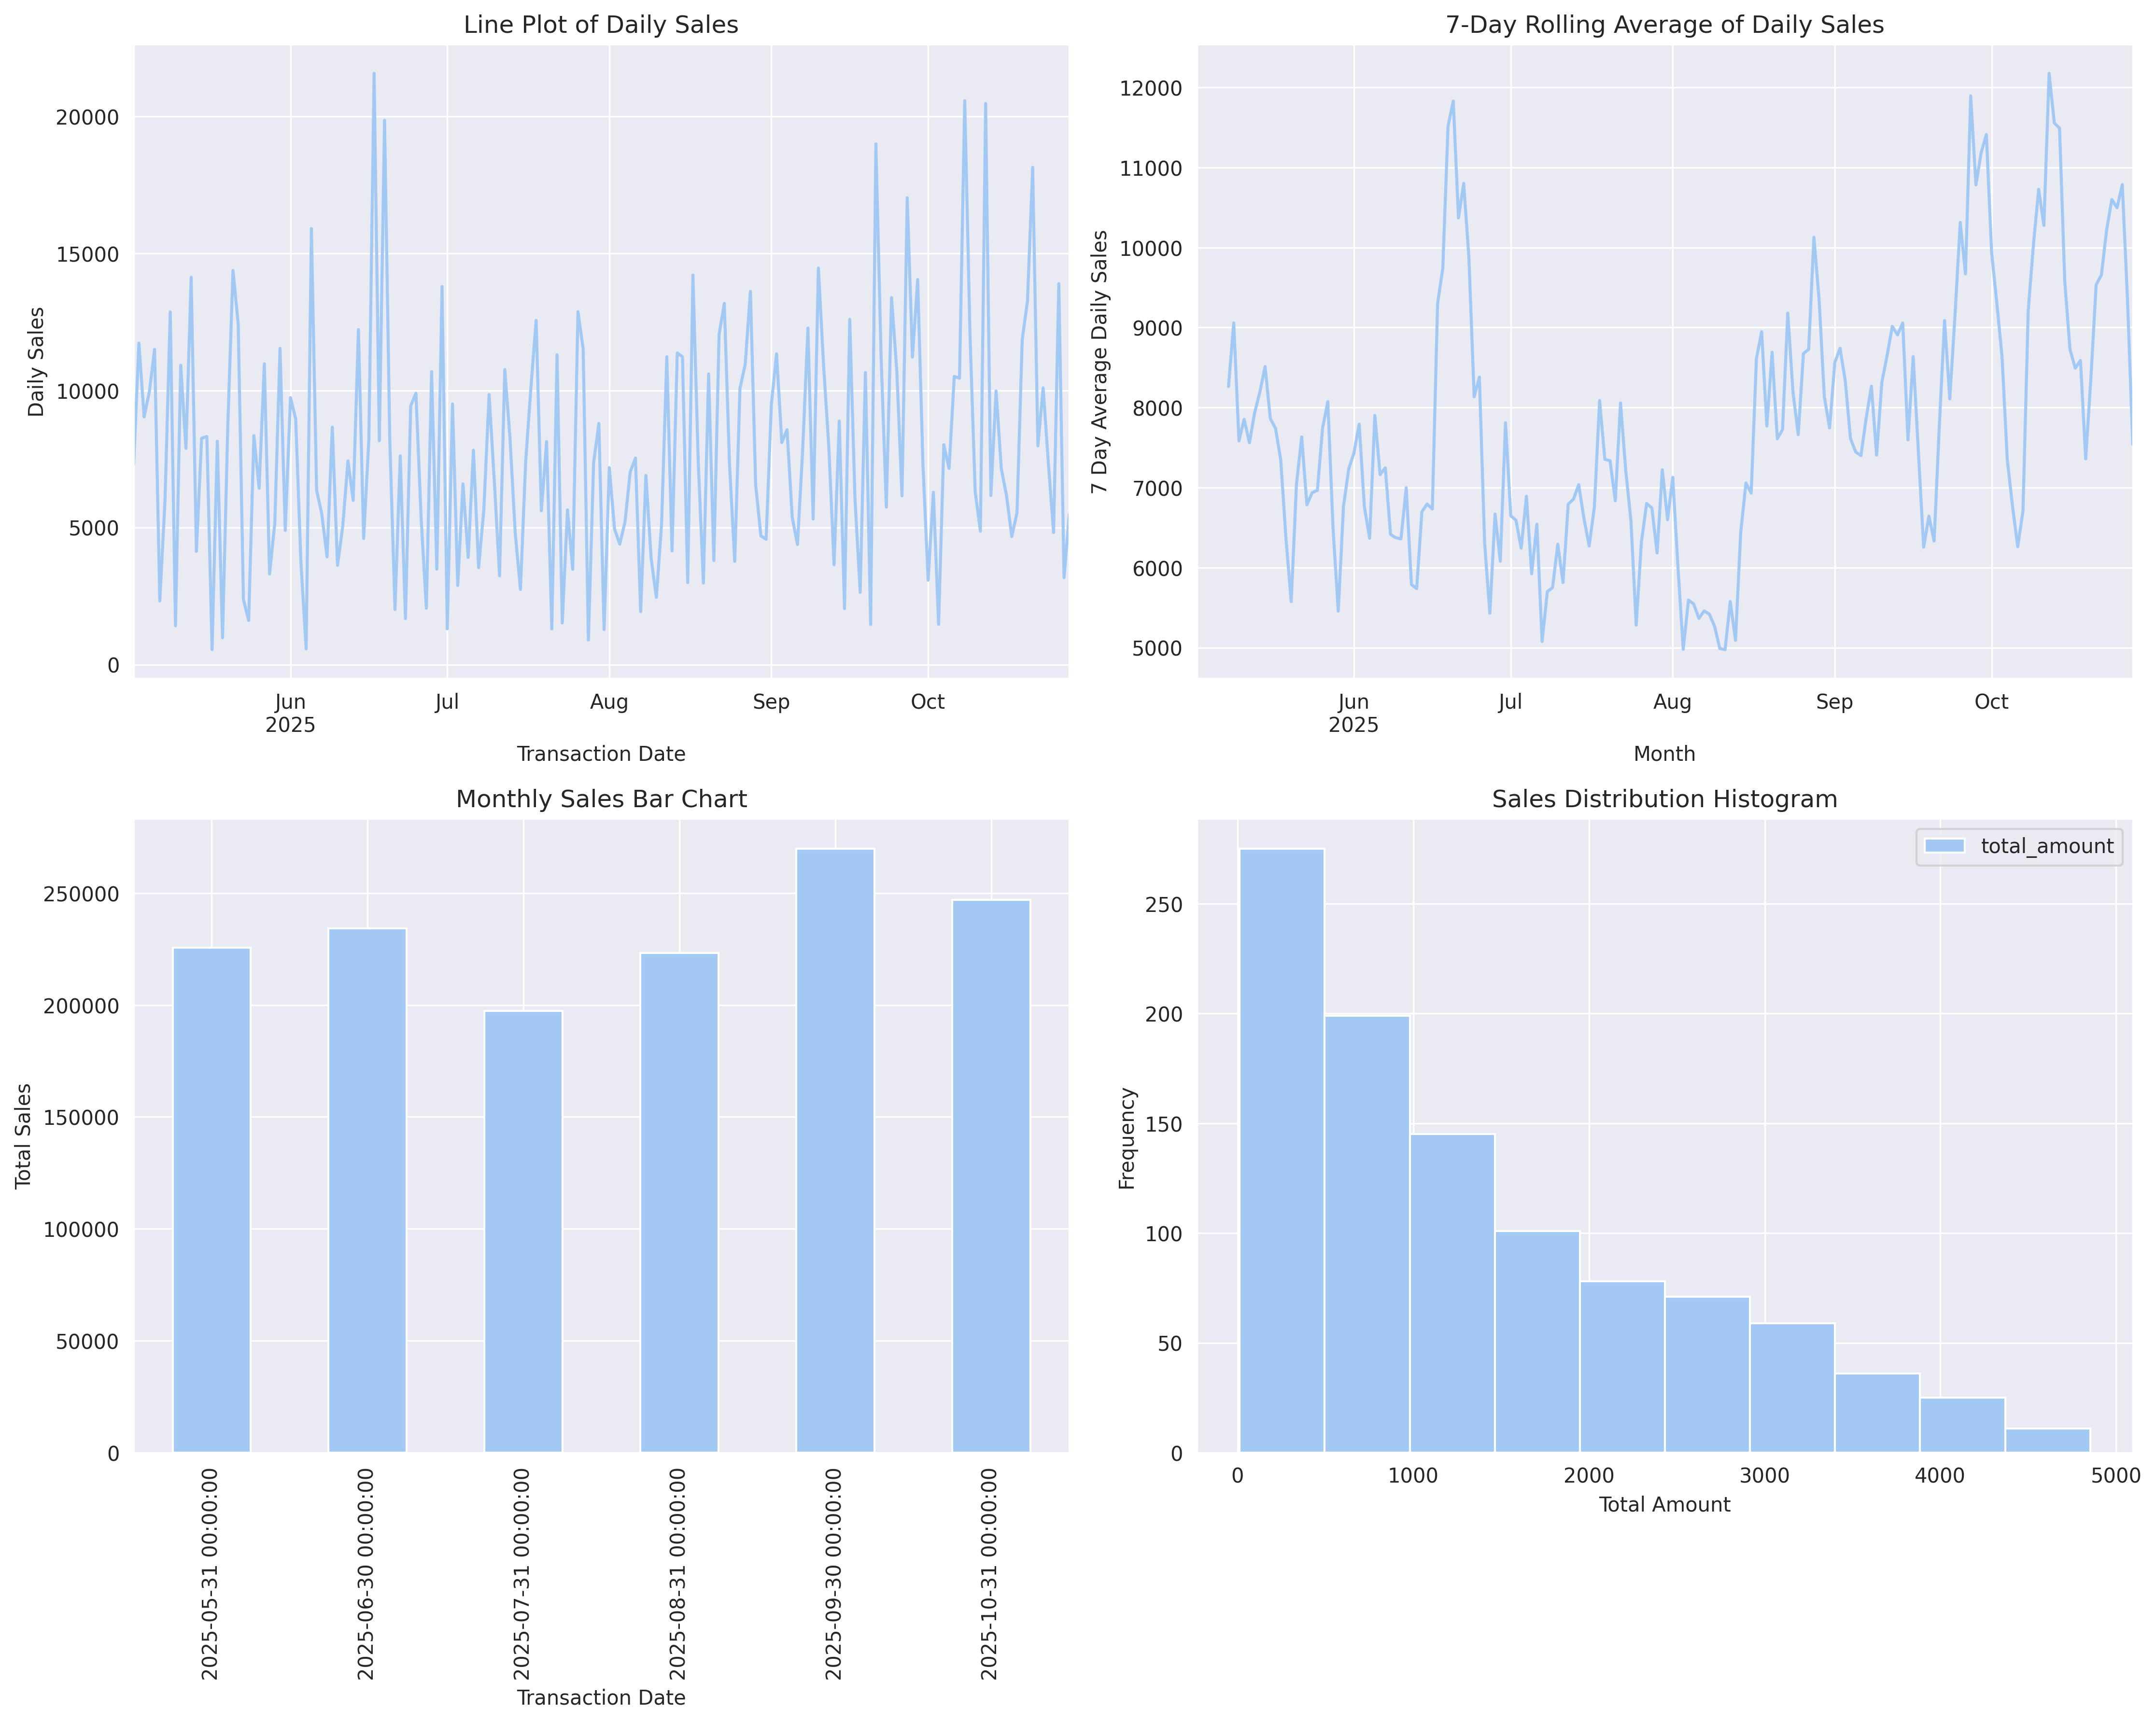 Line Plot of Daily Sales
Daily Sales
20000
15000
10000
5000
0
Jun
2025
Jul
Aug
Sep
Oct
Transaction Date
7-Day Rolling Average of Daily Sales
7 Day Average Daily Sales
12000
11000
10000
9000
8000
7000
6000
5000
Jun
2025
Jul
Aug
Sep
Oct
Month
Monthly Sales Bar Chart
Total Sales
250000
200000
150000
100000
50000
0
2025-05-31 00:00:00
2025-06-30 00:00:00
2025-07-31 00:00:00
2025-08-31 00:00:00
2025-09-30 00:00:00
2025-10-31 00:00:00
Transaction Date
Sales Distribution Histogram
total_amount
Frequency
250
200
150
100
50
0
0
1000
2000
3000
4000
5000
Total Amount